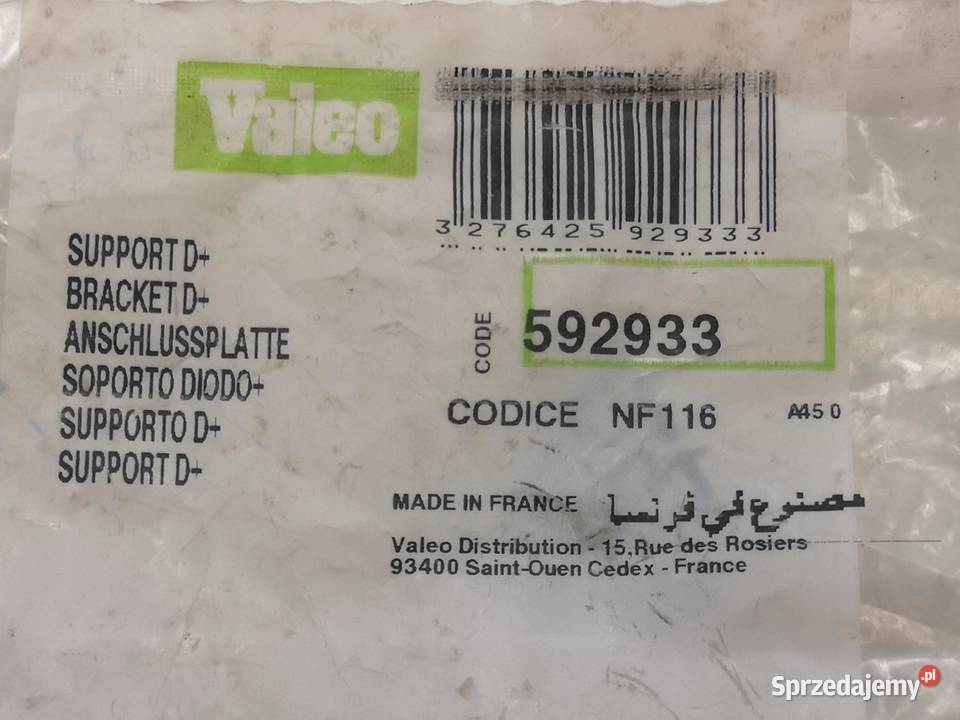 Valeo
3 276425 929333
SUPPORT D+
BRACKET D+
ANSCHLUSSPLATTE
SOPORTO DIODO+
SUPPORTO D+
SUPPORT D+
CODE
592933
CODICE NF116 A45 0
MADE IN FRANCE مصنوع في فرنسا
Valeo Distribution - 15,Rue des Rosiers
93400 Saint-Ouen Cedex - France
Sprzedajemy.pl